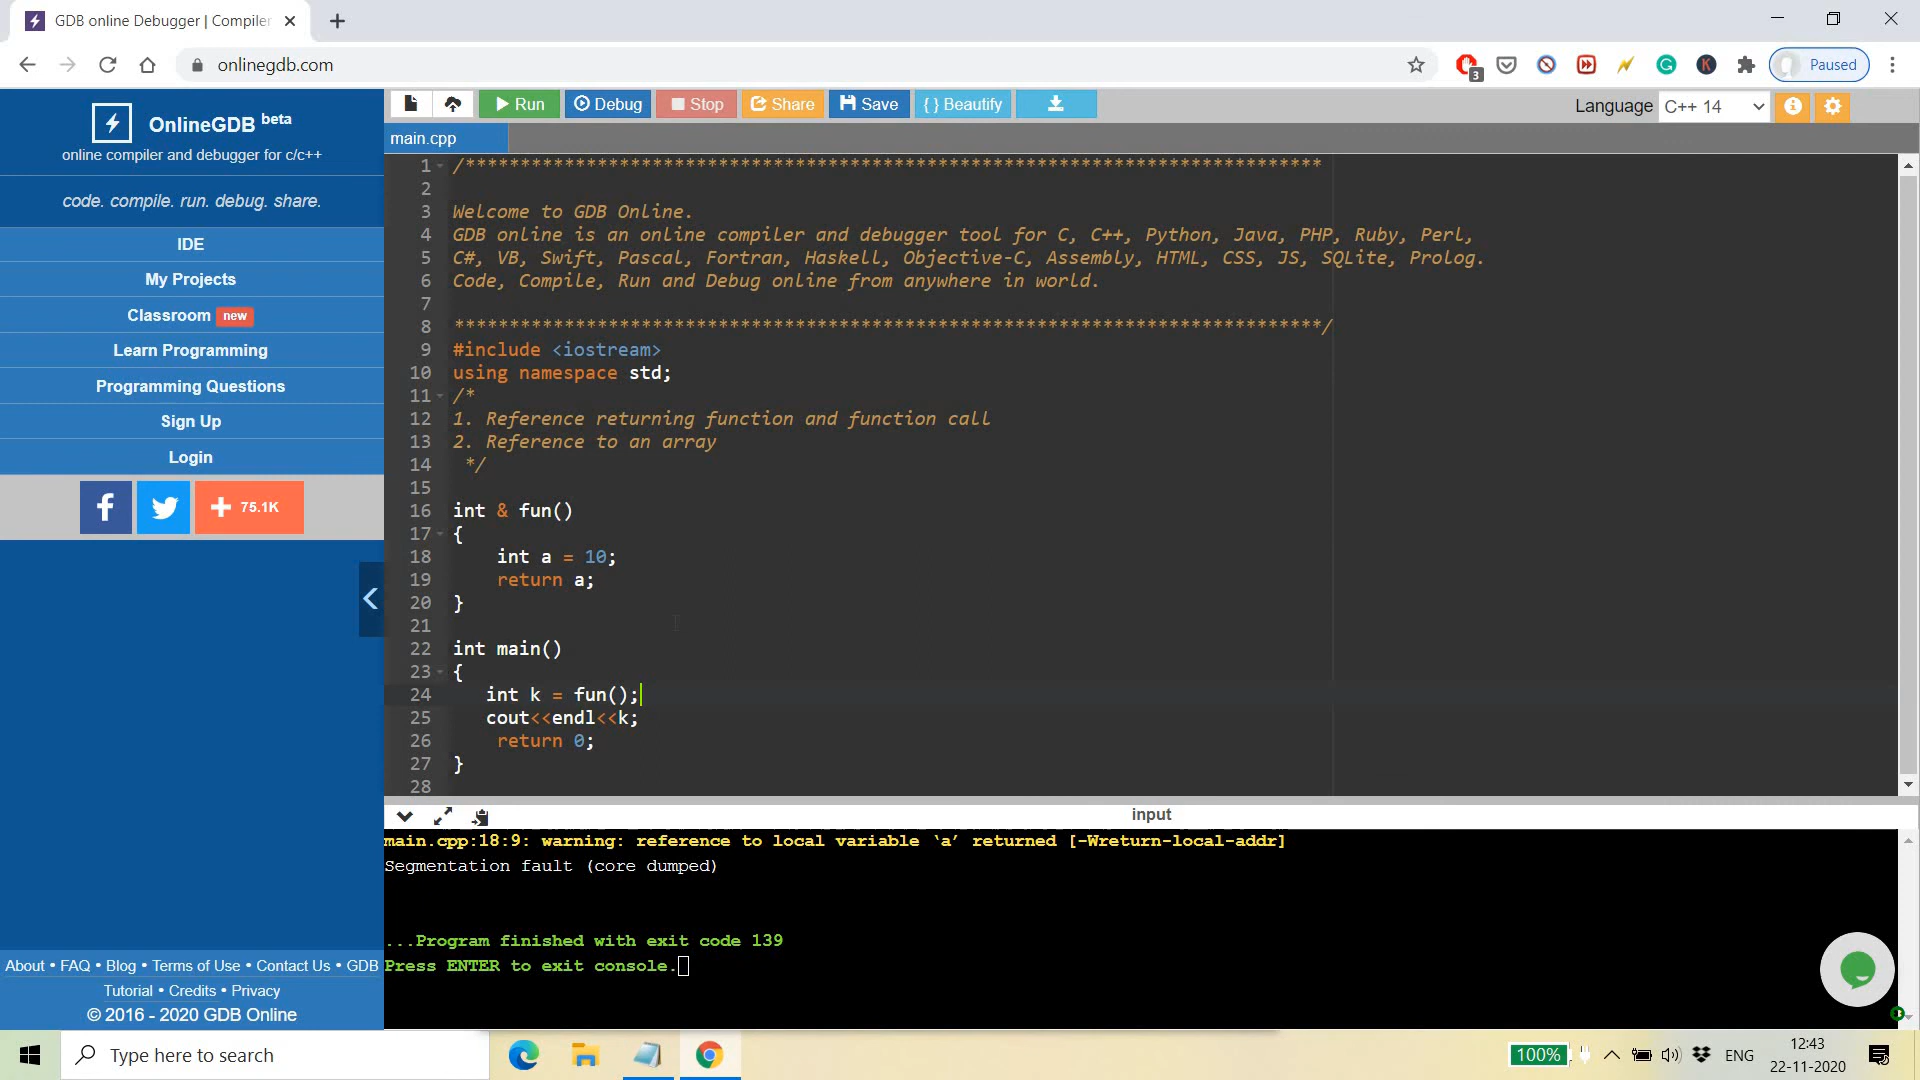 GDB online Debugger | Compiler
onlinegdb.com
3
Paused
OnlineGDB beta
online compiler and debugger for c/c++
code. compile. run. debug. share.
IDE
My Projects
Classroom new
Learn Programming
Programming Questions
Sign Up
Login
75.1K
About • FAQ • Blog • Terms of Use • Contact Us • GDB
Tutorial • Credits • Privacy
© 2016 - 2020 GDB Online
Run Debug Stop Share Save { } Beautify
Language C++ 14
main.cpp
1 /******************************************************************************
2
3 Welcome to GDB Online.
4 GDB online is an online compiler and debugger tool for C, C++, Python, Java, PHP, Ruby, Perl,
5 C#, VB, Swift, Pascal, Fortran, Haskell, Objective-C, Assembly, HTML, CSS, JS, SQLite, Prolog.
6 Code, Compile, Run and Debug online from anywhere in world.
7
8 *******************************************************************************/
9 #include <iostream>
10 using namespace std;
11 /*
12 1. Reference returning function and function call
13 2. Reference to an array
14 */
15
16 int & fun()
17 {
18 int a = 10;
19 return a;
20 }
21
22 int main()
23 {
24 int k = fun();
25 cout<<endl<<k;
26 return 0;
27 }
28
input
main.cpp:18:9: warning: reference to local variable ‘a’ returned [-Wreturn-local-addr]
Segmentation fault (core dumped)
...Program finished with exit code 139
Press ENTER to exit console.
Type here to search
100%
ENG
12:43
22-11-2020